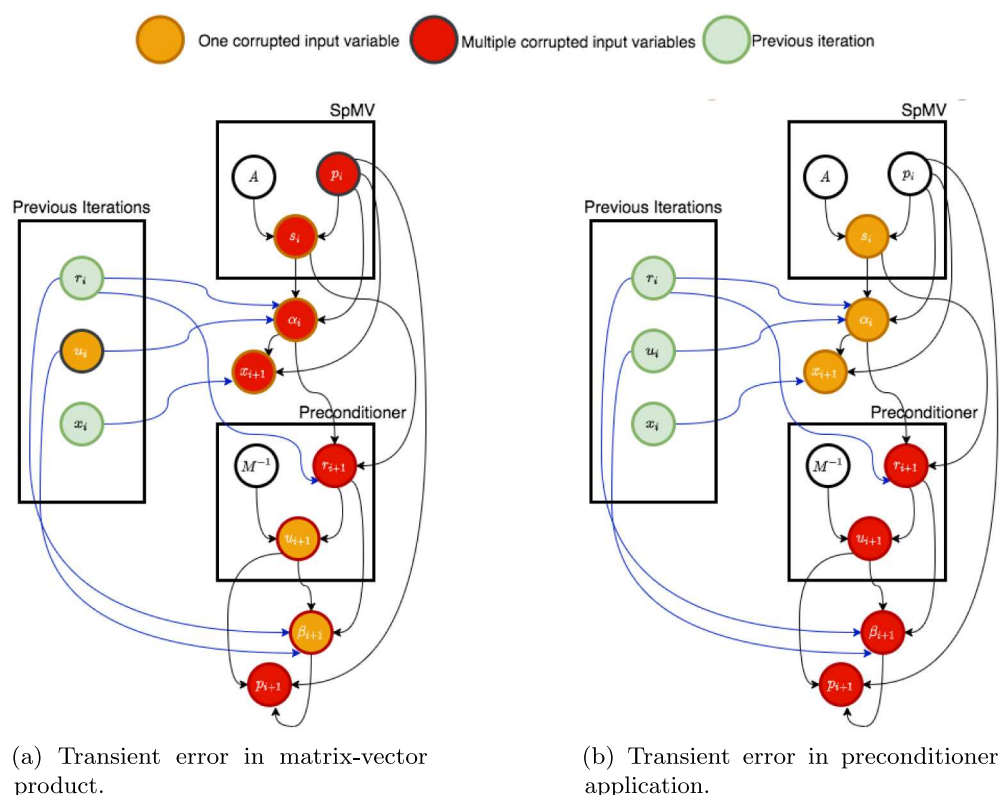 One corrupted input variable
Multiple corrupted input variables
Previous iteration
SpMV
A
p_i
s_i
Previous Iterations
r_i
u_i
x_i
α_i
x_{i+1}
Preconditioner
M^{-1}
r_{i+1}
u_{i+1}
β_{i+1}
p_{i+1}
(a) Transient error in matrix-vector
product.
SpMV
A
p_i
s_i
Previous Iterations
r_i
u_i
x_i
α_i
x_{i+1}
Preconditioner
M^{-1}
r_{i+1}
u_{i+1}
β_{i+1}
p_{i+1}
(b) Transient error in preconditioner
application.